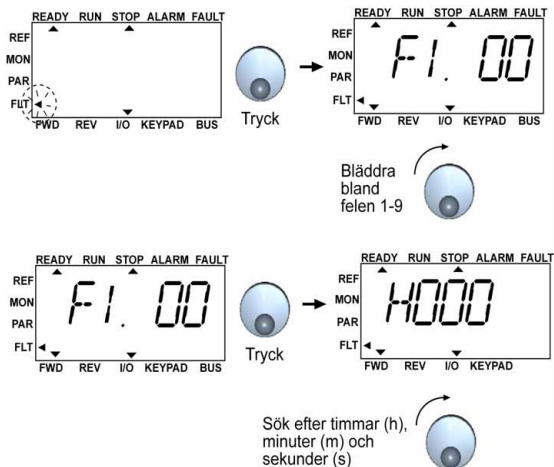 READY RUN STOP ALARM FAULT
REF
MON
PAR
FLT
FWD REV I/O KEYPAD BUS
Tryck
READY RUN STOP ALARM FAULT
REF
MON
PAR
FLT
F1. 00
FWD REV I/O KEYPAD BUS
Bläddra
bland
felen 1-9
READY RUN STOP ALARM FAULT
REF
MON
PAR
FLT
F1. 00
FWD REV I/O KEYPAD BUS
Tryck
READY RUN STOP ALARM FAULT
REF
MON
PAR
FLT
H000
FWD REV I/O KEYPAD
Sök efter timmar (h),
minuter (m) och
sekunder (s)